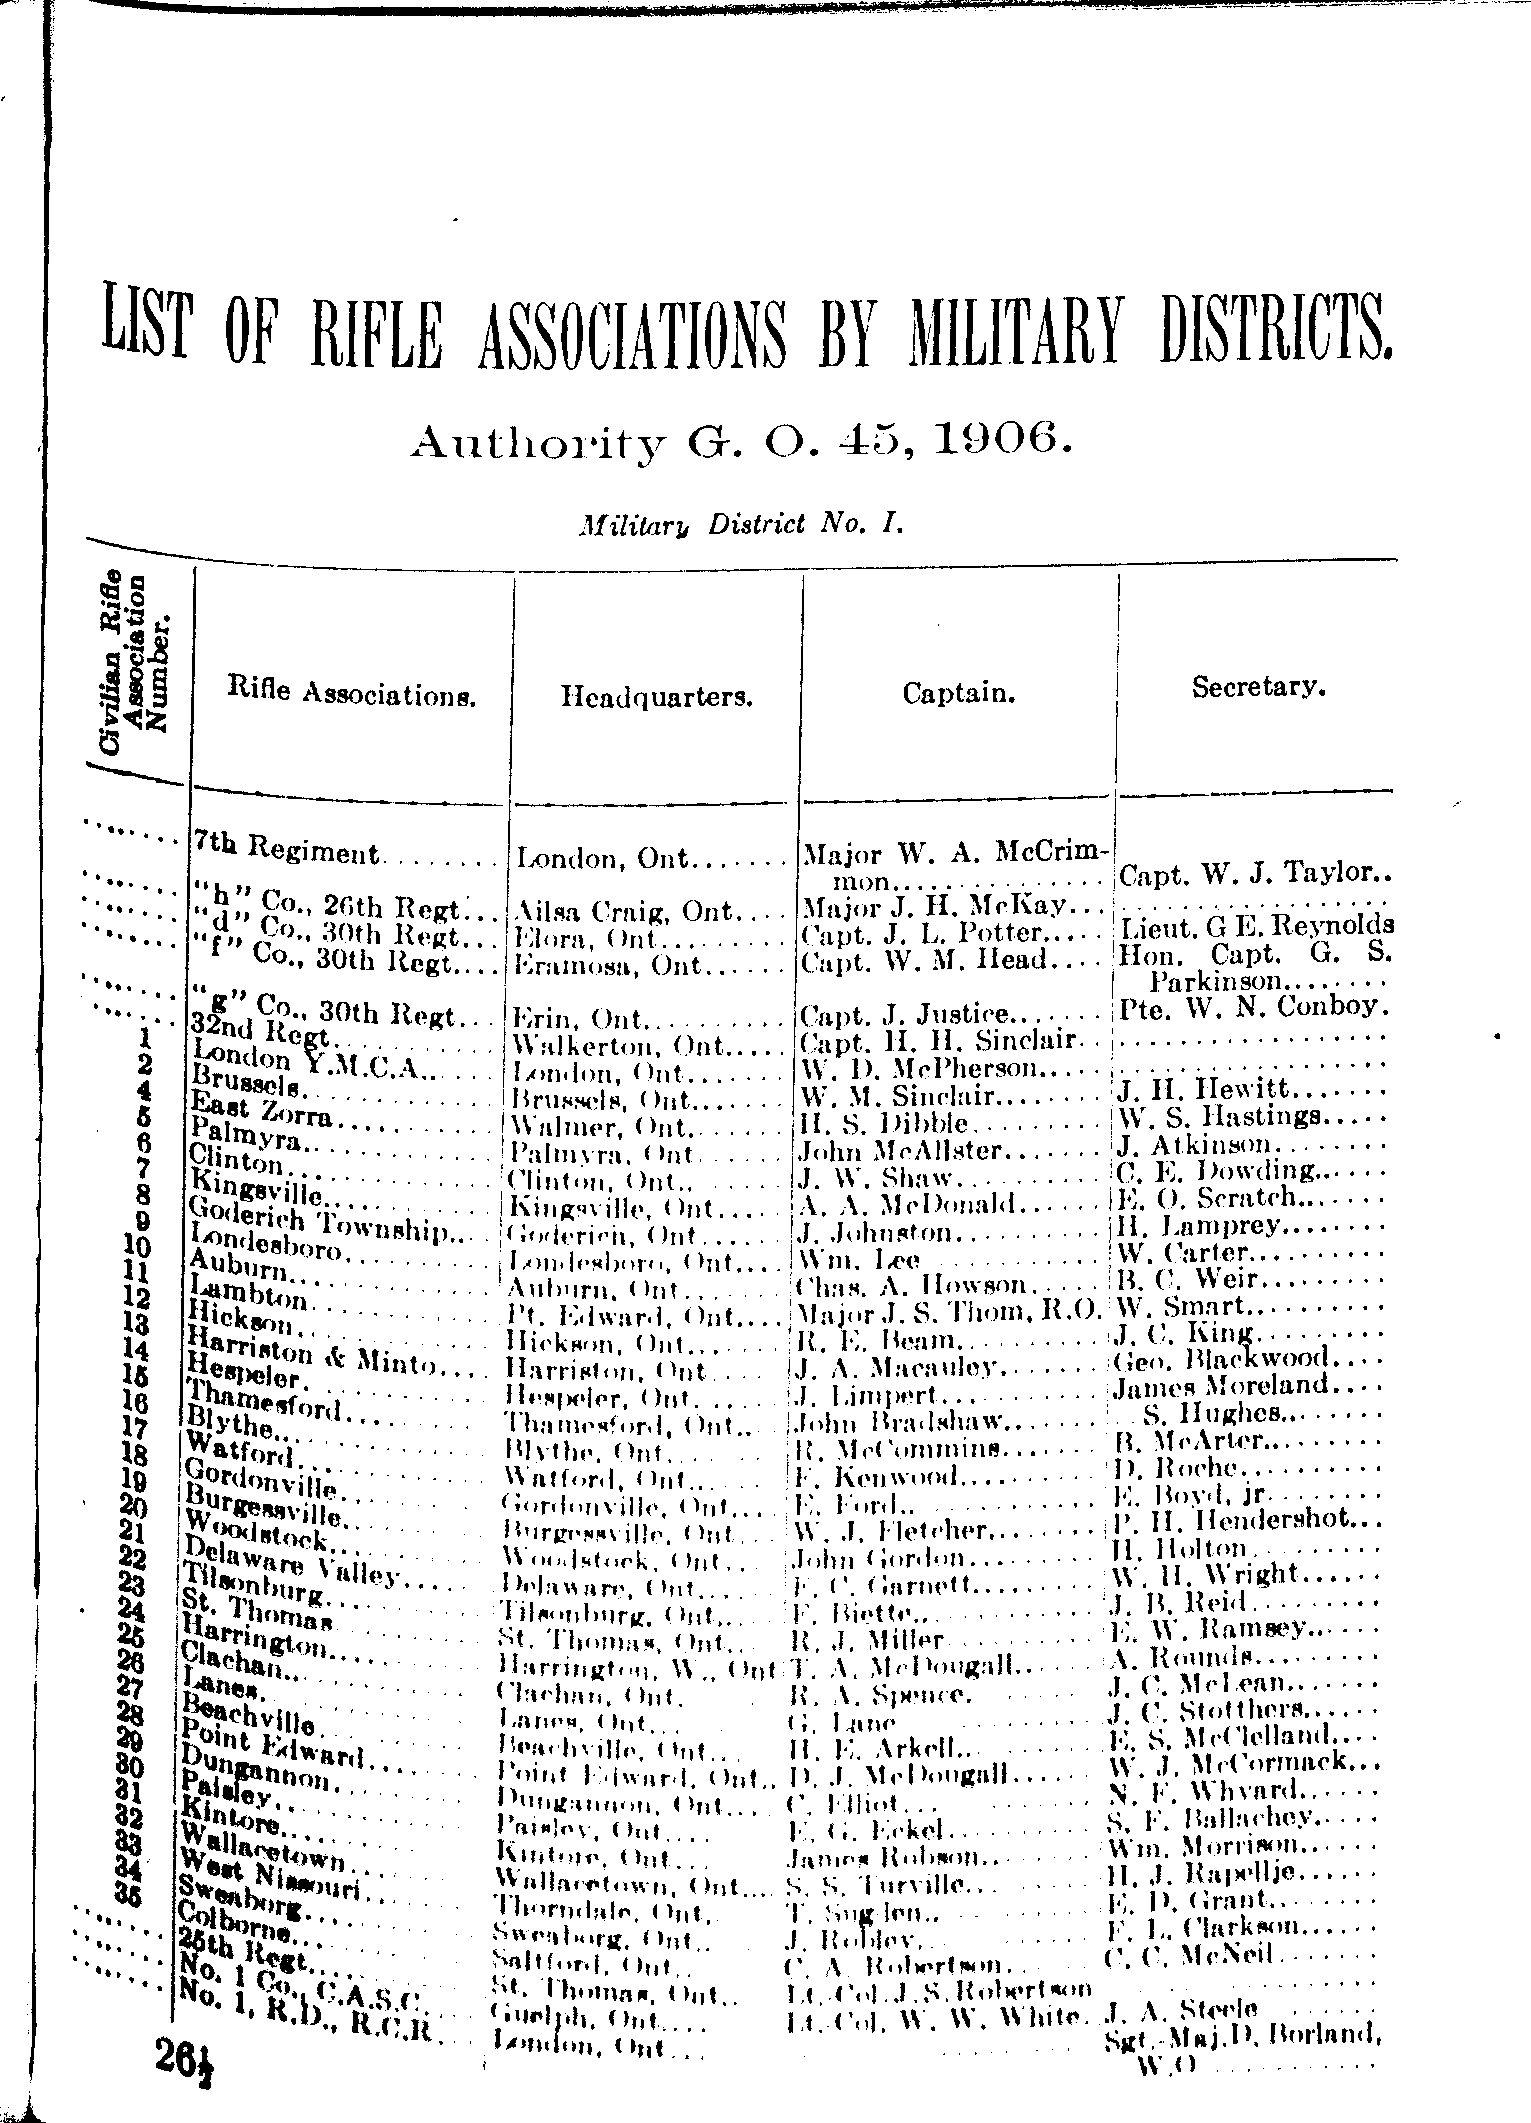 LIST OF RIFLE ASSOCIATIONS BY MILITARY DISTRICTS.
Authority G. O. 45, 1906.
Military District No. I.
Civilian Rifle
Association
Number.
Rifle Associations. Headquarters. Captain. Secretary.
7th Regiment London, Ont Major W. A. McCrim-
mon Capt. W. J. Taylor
"h" Co., 26th Regt Ailsa Craig, Ont Major J. H. McKay
"d" Co., 30th Regt Elora, Ont Capt. J. L. Potter Lieut. G E. Reynolds
"f" Co., 30th Regt Eramosa, Ont Capt. W. M. Head Hon. Capt. G. S.
Parkinson
"g" Co., 30th Regt Erin, Ont Capt. J. Justice Pte. W. N. Conboy.
32nd Regt Walkerton, Ont Capt. H. H. Sinclair
1 London Y.M.C.A. London, Ont W. D. McPherson
2 Brussels Brussels, Ont W. M. Sinclair J. H. Hewitt
4 East Zorra Walmer, Ont H. S. Dibble W. S. Hastings
5 Palmyra Palmyra, Ont John McAllster J. Atkinson
6 Clinton Clinton, Ont J. W. Shaw C. E. Dowding
7 Kingsville Kingsville, Ont A. A. McDonald E. O. Scratch
8 Goderich Township Goderich, Ont J. Johnston H. Lamprey
9 Londesboro Londesboro, Ont Wm. Lee W. Carter
10 Auburn Auburn, Ont Chas. A. Howson B. C. Weir
11 Lambton Pt. Edward, Ont Major J. S. Thom, R.O. W. Smart
12 Hickson Hickson, Ont R. E. Beam J. C. King
13 Harriston & Minto Harriston, Ont J. A. Macauley Geo. Blackwood
14 Hespeler Hespeler, Ont J. Limpert James Moreland
15 Thamesford Thamesford, Ont John Bradshaw S. Hughes
16 Blythe Blythe, Ont R. McCommins B. McArter
17 Watford Watford, Ont F. Kenwood D. Roche
18 Gordonville Gordonville, Ont E. Ford E. Boyd, jr
19 Burgessville Burgessville, Ont W. J. Fletcher P. H. Hendershot
20 Woodstock Woodstock, Ont John Gordon H. Holton
21 Delaware Valley Delaware, Ont F. C. Garnett W. H. Wright
22 Tilsonburg Tilsonburg, Ont F. Biette J. B. Reid
23 St. Thomas St. Thomas, Ont R. J. Miller E. W. Ramsey
24 Harrington Harrington, W., Ont T. A. McDougall A. Rounds
25 Clachan Clachan, Ont R. A. Spence J. C. McLean
26 Lanes Lanes, Ont G. Lane J. C. Stotthers
27 Beachville Beachville, Ont H. E. Arkell E. S. McClelland
28 Point Edward Point Edward, Ont D. J. McDougall W. J. McCormack
29 Dungannon Dungannon, Ont C. Elliot N. F. Whyard
30 Paisley Paisley, Ont E. G. Eckel S. F. Ballachey
31 Kintore Kintore, Ont James Robson Wm. Morrison
32 Wallacetown Wallacetown, Ont S. S. Turville H. J. Rapellje
33 West Nissouri Thorndale, Ont T. E. D. Grant
34 Sweaborg Sweaborg, Ont J. Robley F. L. Clarkson
35 Colborne Saltford, Ont C. A. Robertson C. C. McNeil
25th Regt St. Thomas, Ont Lt.-Col. J. S. Robertson
No. 1 Co., C.A.S.C. Guelph, Ont Lt.-Col. W. W. White J. A. Steele
No. 1, R.D., R.C.R London, Ont Sgt.-Maj. D. Borland,
W.O
26½